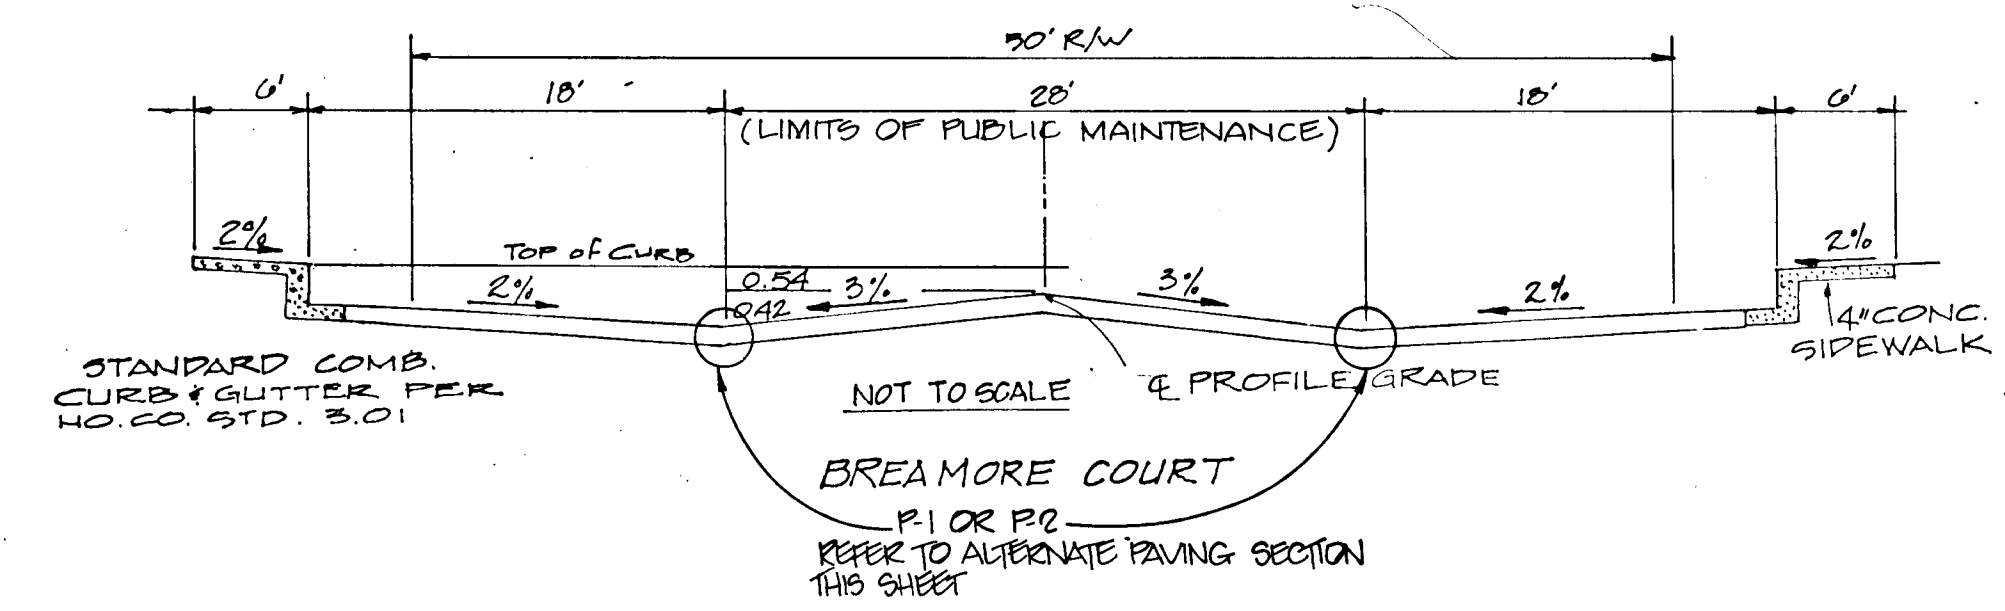 50' R/W
6' 18' 28' 18' 6'
(LIMITS OF PUBLIC MAINTENANCE)
2% TOP OF CURB 2%
0.54
2% 3% 3% 2%
0.42
4" CONC.
SIDEWALK
STANDARD COMB.
CURB & GUTTER PER
HO. CO. STD. 3.01
NOT TO SCALE
℄ PROFILE GRADE
BREAMORE COURT
P-1 OR P-2
REFER TO ALTERNATE PAVING SECTION
THIS SHEET